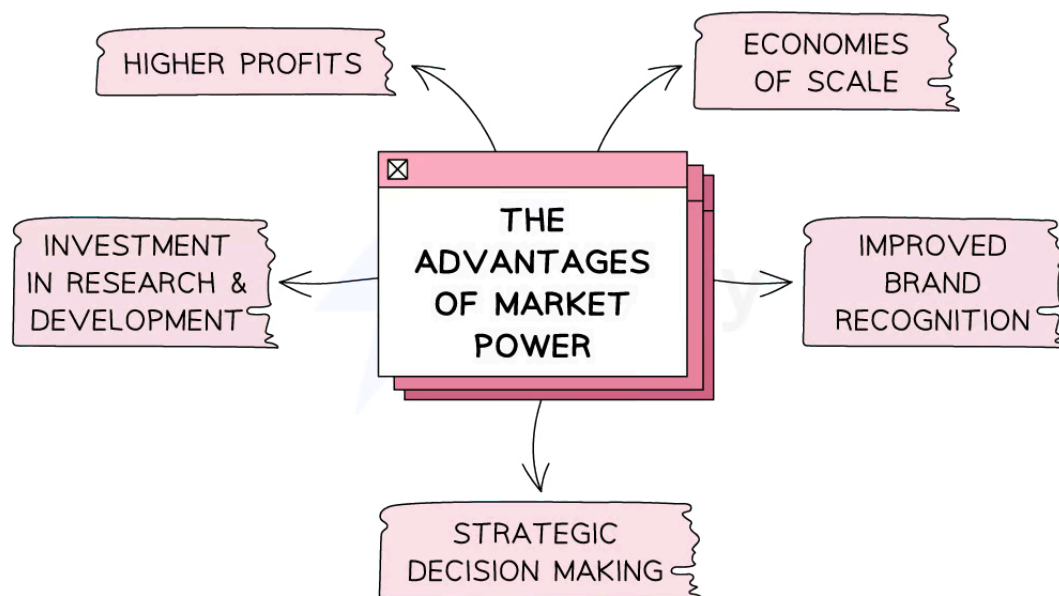 HIGHER PROFITS
ECONOMIES
OF SCALE
THE
ADVANTAGES
OF MARKET
POWER
INVESTMENT
IN RESEARCH &
DEVELOPMENT
IMPROVED
BRAND
RECOGNITION
STRATEGIC
DECISION MAKING